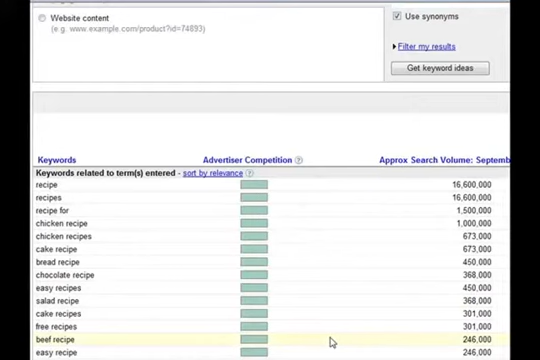 Website content
(e.g. www.example.com/product?id=74893)
Use synonyms
Filter my results
Get keyword ideas
Keywords Advertiser Competition ? Approx Search Volume: Septemb
Keywords related to term(s) entered - sort by relevance ?
recipe 16,600,000
recipes 16,600,000
recipe for 1,500,000
chicken recipe 1,000,000
chicken recipes 673,000
cake recipe 673,000
bread recipe 450,000
chocolate recipe 368,000
easy recipes 450,000
salad recipe 368,000
cake recipes 301,000
free recipes 301,000
beef recipe 246,000
easy recipe 246,000